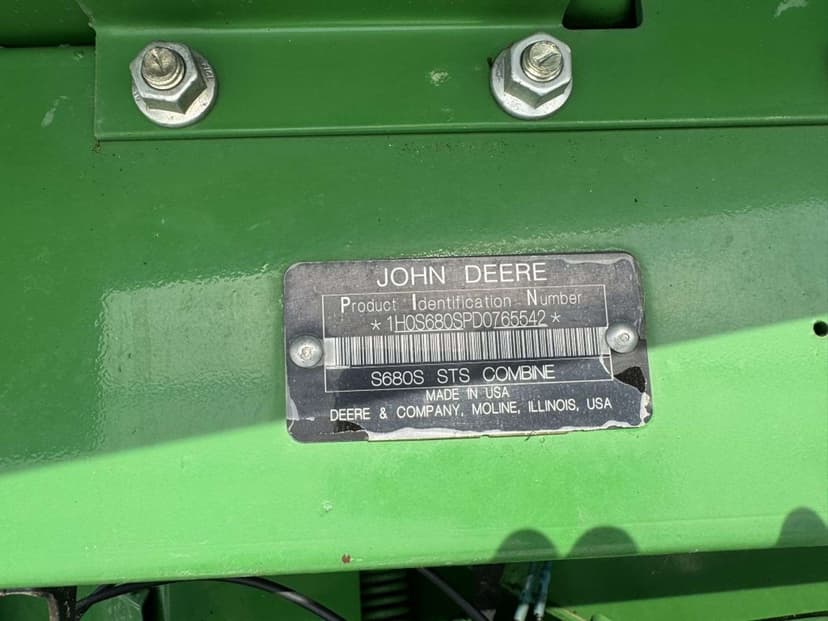 JOHN DEERE
Product Identification Number
*1H0S680SPD0765542*
S680S STS COMBINE
MADE IN USA
DEERE & COMPANY, MOLINE, ILLINOIS, USA